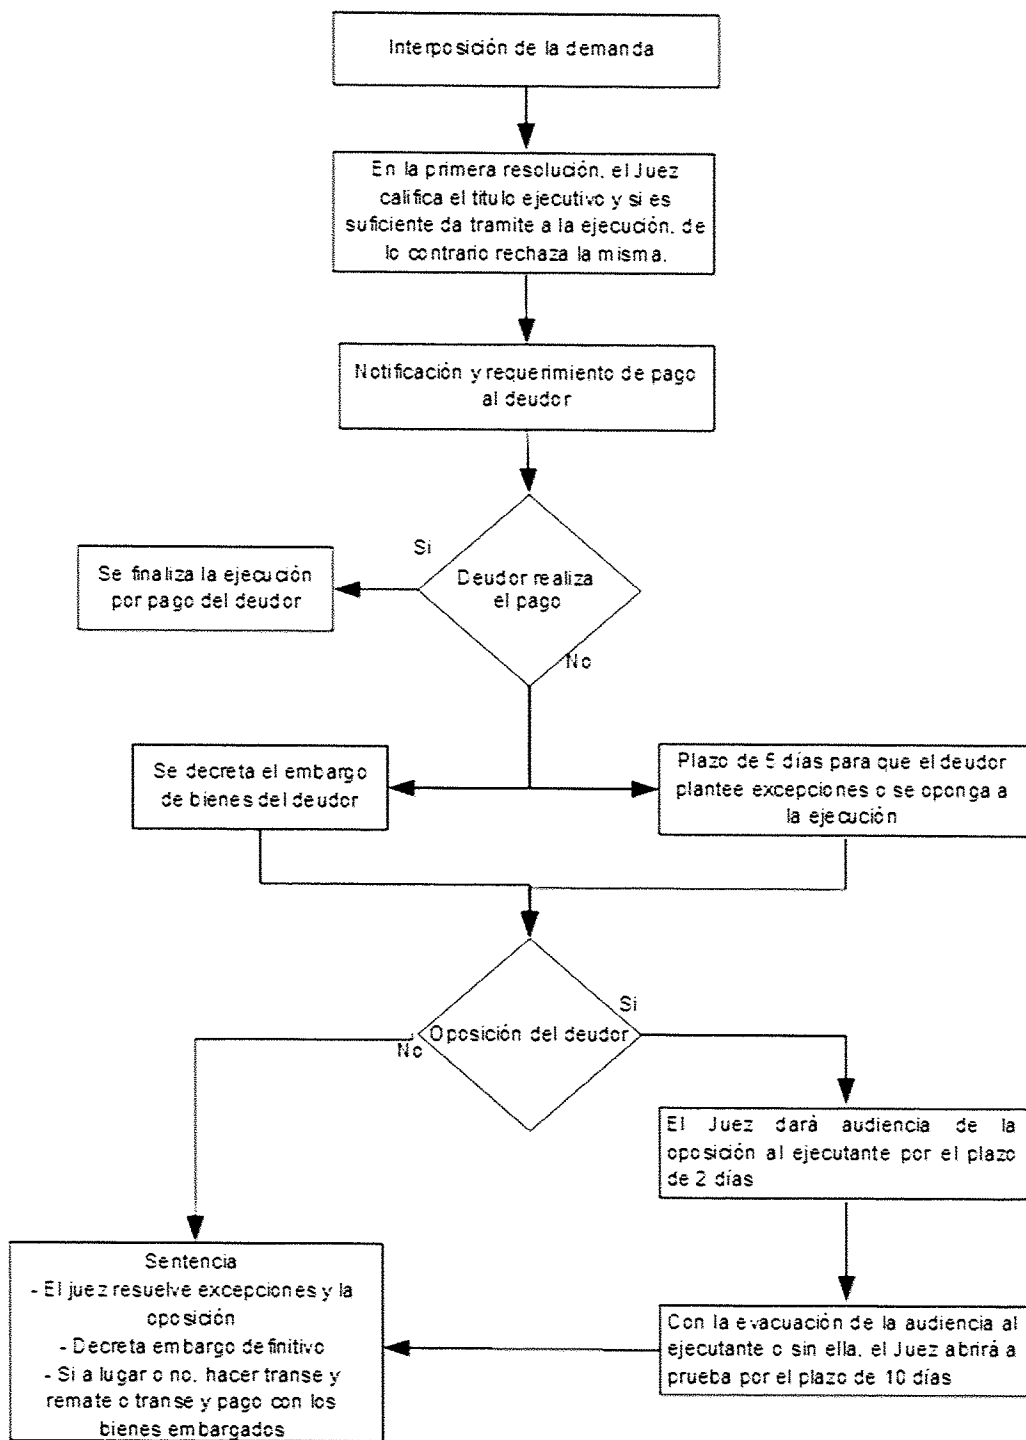 Interposición de la demanda
En la primera resolución, el Juez
califica el título ejecutivo y si es
suficiente da tramite a la ejecución, de
lo contrario rechaza la misma.
Notificación y requerimiento de pago
al deudor
Si
Deudor realiza
el pago
Se finaliza la ejecución
por pago del deudor
No
Se decreta el embargo
de bienes del deudor
Plazo de 5 días para que el deudor
plantee excepciones o se oponga a
la ejecución
Si
Oposición del deudor
No
El Juez dará audiencia de la
oposición al ejecutante por el plazo
de 2 días
Con la evacuación de la audiencia al
ejecutante o sin ella, el Juez abrirá a
prueba por el plazo de 10 días
Sentencia
- El juez resuelve excepciones y la
oposición
- Decreta embargo definitivo
- Si a lugar o no, hacer transe y
remate o transe y pago con los
bienes embargados